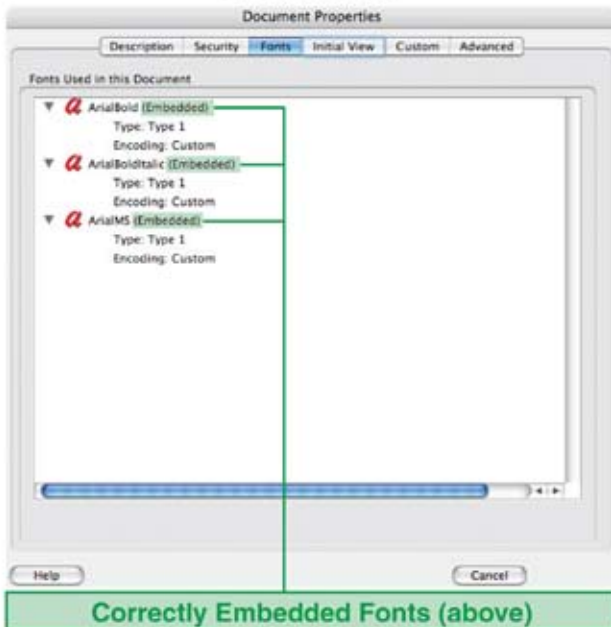 Document Properties
Description Security Fonts Initial View Custom Advanced
Fonts Used in this Document
ArialBold (Embedded)
Type: Type 1
Encoding: Custom
ArialBoldItalic (Embedded)
Type: Type 1
Encoding: Custom
ArialMS (Embedded)
Type: Type 1
Encoding: Custom
Help Cancel
Correctly Embedded Fonts (above)